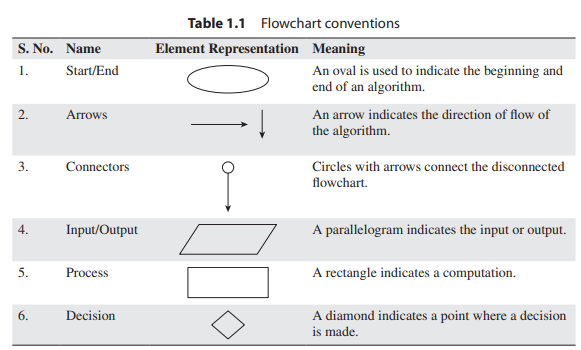 Table 1.1 Flowchart conventions
S. No. Name Element Representation Meaning
1. Start/End An oval is used to indicate the beginning and
end of an algorithm.
2. Arrows An arrow indicates the direction of flow of
the algorithm.
3. Connectors Circles with arrows connect the disconnected
flowchart.
4. Input/Output A parallelogram indicates the input or output.
5. Process A rectangle indicates a computation.
6. Decision A diamond indicates a point where a decision
is made.